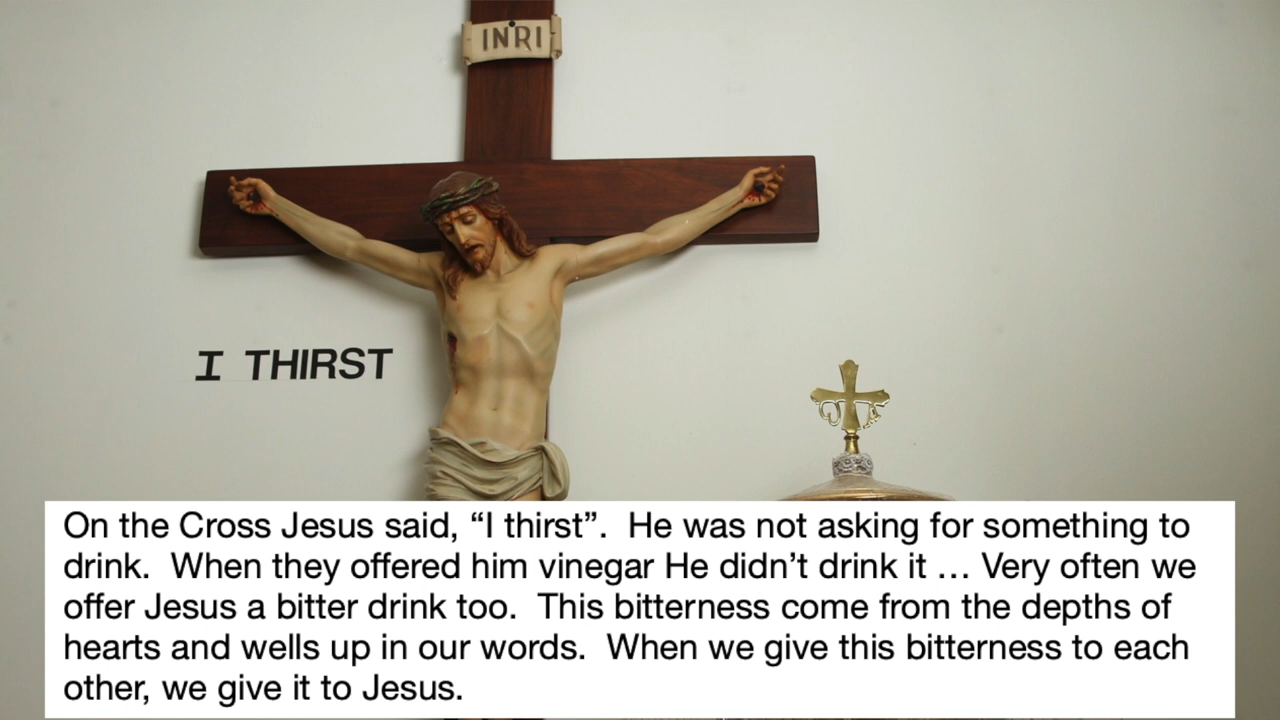 INRI
I THIRST
On the Cross Jesus said, “I thirst”.  He was not asking for something to
drink.  When they offered him vinegar He didn’t drink it … Very often we
offer Jesus a bitter drink too.  This bitterness come from the depths of
hearts and wells up in our words.  When we give this bitterness to each
other, we give it to Jesus.